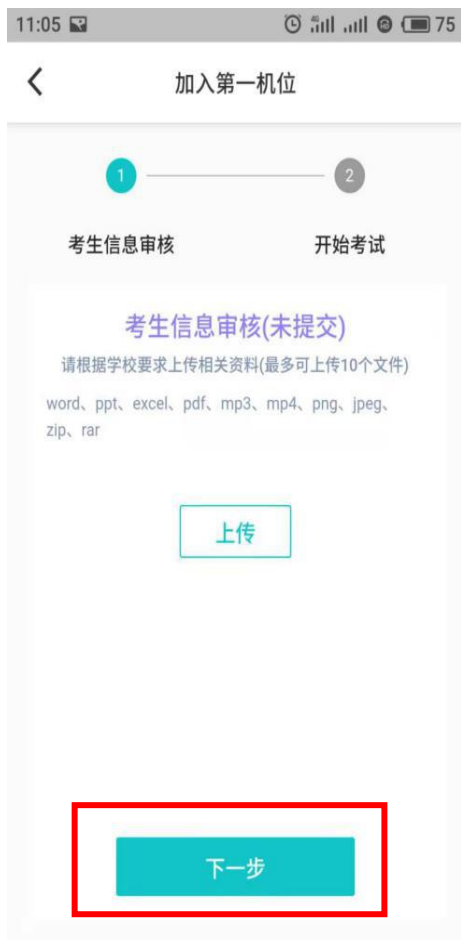 11:05 75
加入第一机位
1 2
考生信息审核 开始考试
考生信息审核(未提交)
请根据学校要求上传相关资料(最多可上传10个文件)
word、ppt、excel、pdf、mp3、mp4、png、jpeg、
zip、rar
上传
下一步